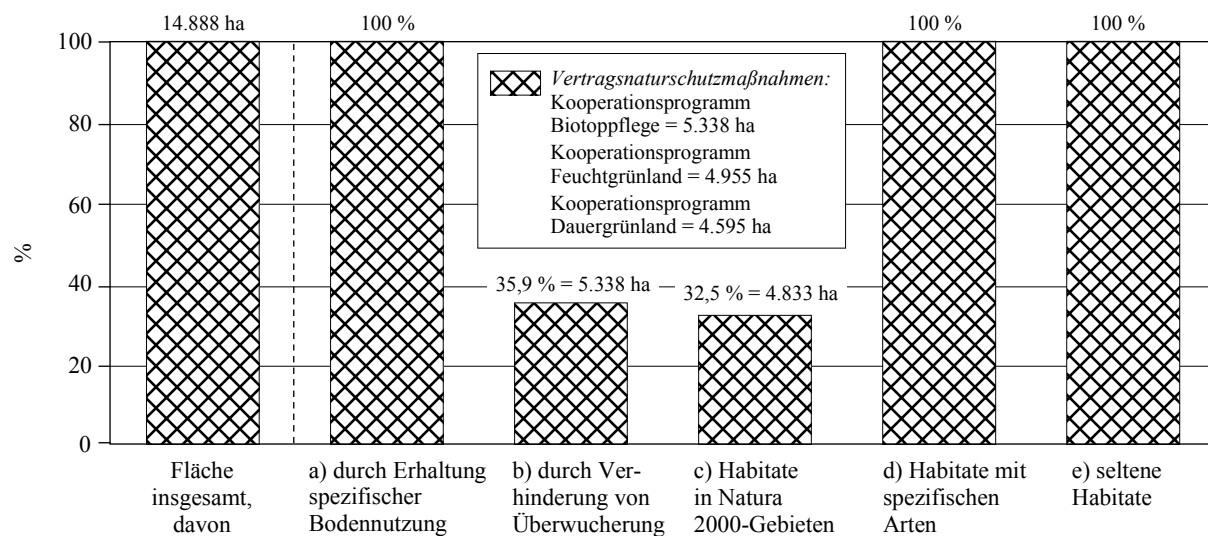 14.888 ha
100 %
100 %
100 %
100
80
60
40
20
0
%
Vertragsnaturschutzmaßnahmen:
Kooperationsprogramm
Biotoppflege = 5.338 ha
Kooperationsprogramm
Feuchtgrünland = 4.955 ha
Kooperationsprogramm
Dauergrünland = 4.595 ha
35,9 % = 5.338 ha
32,5 % = 4.833 ha
Fläche
insgesamt,
davon
a) durch Erhaltung
spezifischer
Bodennutzung
b) durch Ver-
hinderung von
Überwucherung
c) Habitate
in Natura
2000-Gebieten
d) Habitate mit
spezifischen
Arten
e) seltene
Habitate